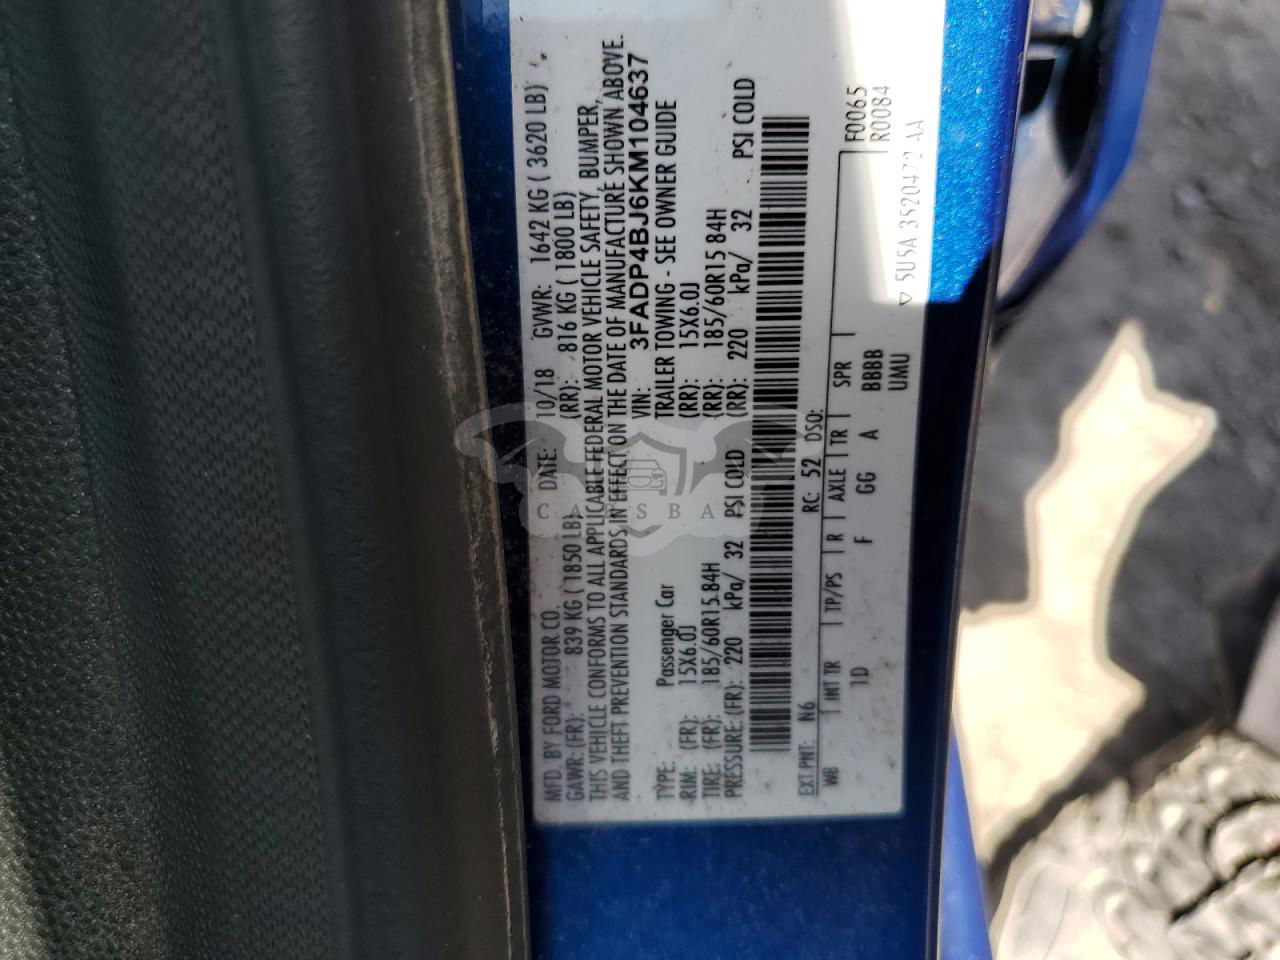 MFD. BY FORD MOTOR CO. DATE: 10/18 GVWR: 1642 KG ( 3620 LB)
GAWR: (FR): 839 KG ( 1850 LB) (RR): 816 KG ( 1800 LB)
THIS VEHICLE CONFORMS TO ALL APPLICABLE FEDERAL MOTOR VEHICLE SAFETY, BUMPER,
AND THEFT PREVENTION STANDARDS IN EFFECT ON THE DATE OF MANUFACTURE SHOWN ABOVE.
VIN: 3FADP4BJ6KM104637
TYPE: Passenger Car TRAILER TOWING - SEE OWNER GUIDE
RIM: (FR): 15X6.0J (RR): 15X6.0J
TIRE: (FR): 185/60R15 84H (RR): 185/60R15 84H
PRESSURE: (FR): 220 kPa/ 32 PSI COLD (RR): 220 kPa/ 32 PSI COLD
EXT PNT: N6 RC: 52 DSO:
WB INT TR TP/PS R AXLE TR SPR F0065
1D F GG A BBBB R0084
UMU
5U5A 3520472 AA
CARSBA